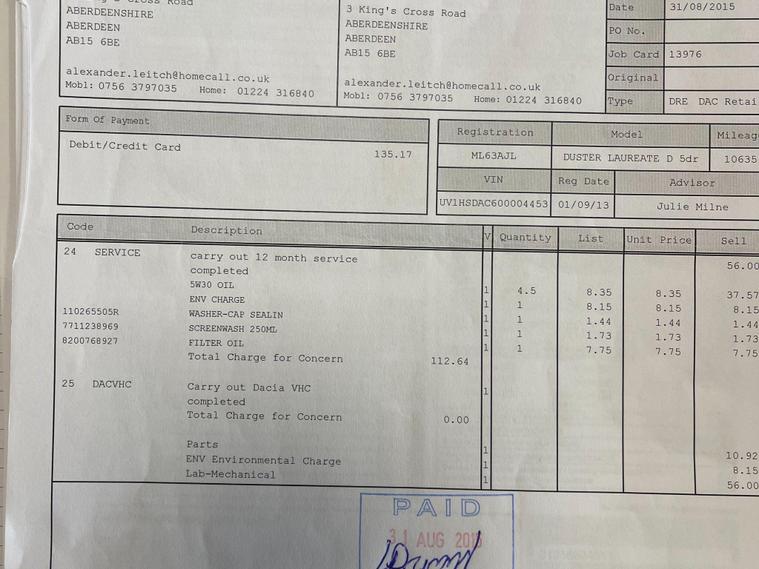 King's Cross Road
ABERDEENSHIRE
ABERDEEN
AB15 6BE
alexander.leitch@homecall.co.uk
Mobl: 0756 3797035 Home: 01224 316840
3 King's Cross Road
ABERDEENSHIRE
ABERDEEN
AB15 6BE
alexander.leitch@homecall.co.uk
Mobl: 0756 3797035 Home: 01224 316840
Date 31/08/2015
PO No.
Job Card 13976
Original
Type DRE DAC Retai
Form Of Payment
Debit/Credit Card 135.17
Registration Model Mileag
ML63AJL DUSTER LAUREATE D 5dr 10635
VIN Reg Date Advisor
UV1HSDAC600004453 01/09/13 Julie Milne
Code Description V Quantity List Unit Price Sell
24 SERVICE carry out 12 month service 56.00
completed
5W30 OIL 1 4.5 8.35 8.35 37.57
ENV CHARGE 1 1 8.15 8.15 8.15
110265505R WASHER-CAP SEALIN 1 1 1.44 1.44 1.44
7711238969 SCREENWASH 250ML 1 1 1.73 1.73 1.73
8200768927 FILTER OIL 1 1 7.75 7.75 7.75
Total Charge for Concern 112.64
25 DACVHC Carry out Dacia VHC 1
completed
Total Charge for Concern 0.00
Parts 1 10.92
ENV Environmental Charge 1 8.15
Lab-Mechanical 1 56.00
PAID
31 AUG 2015